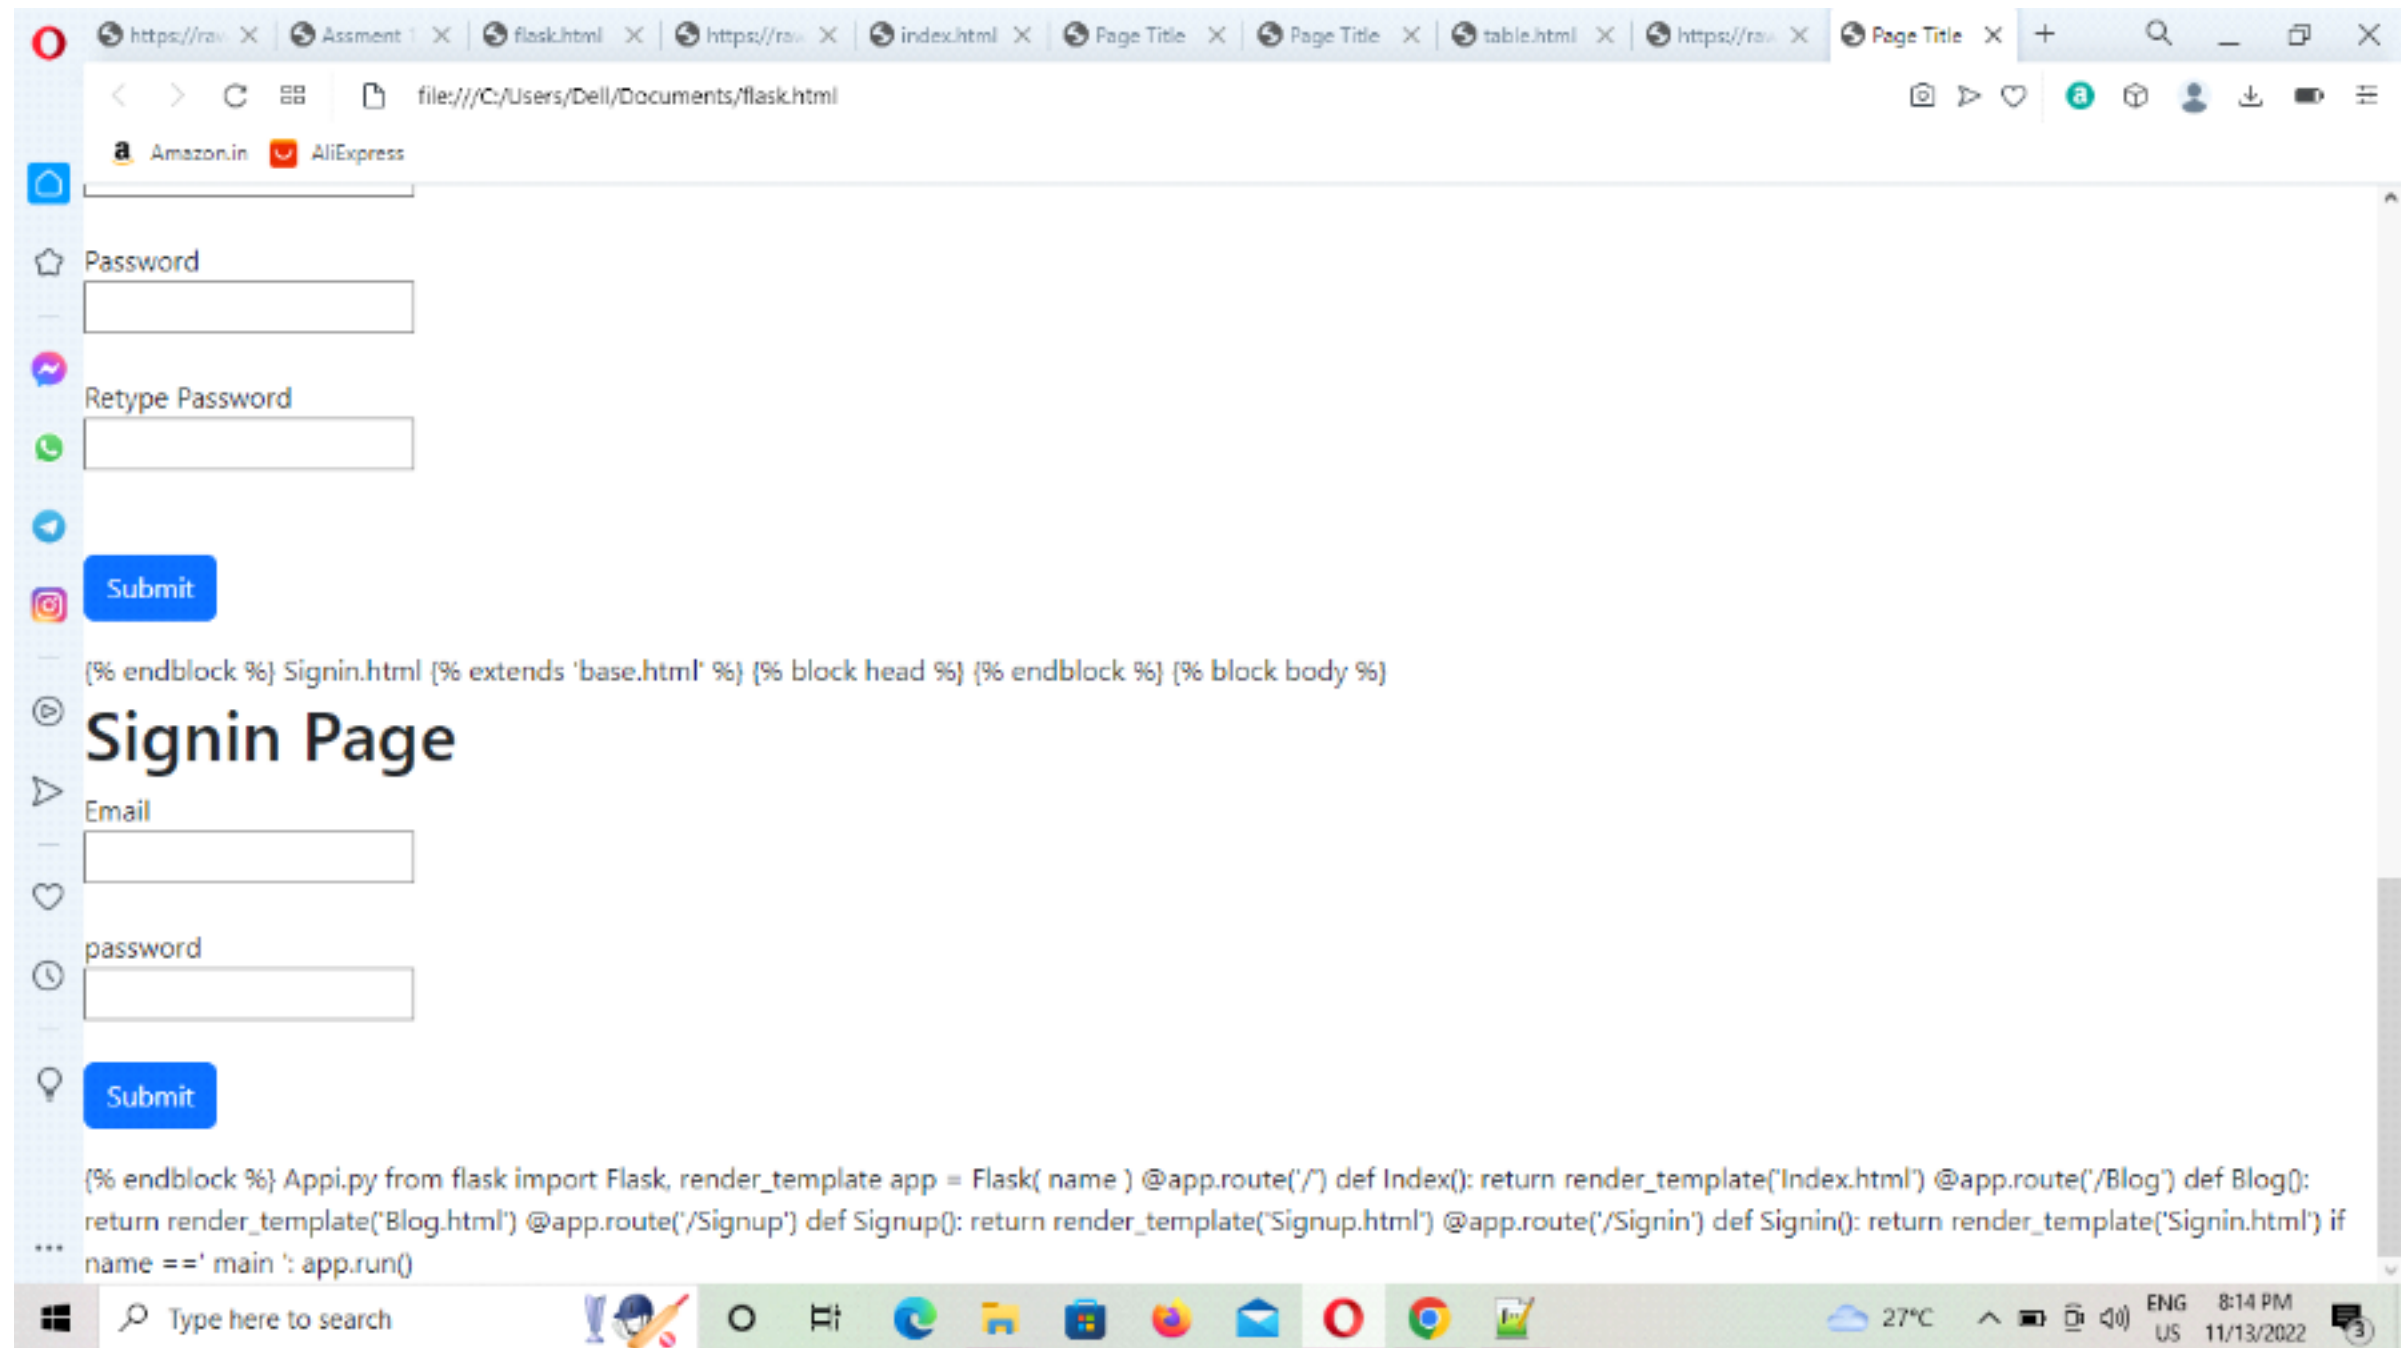 https://rav
Assment 1
flask.html
https://rav
index.html
Page Title
Page Title
table.html
https://rav
Page Title
file:///C:/Users/Dell/Documents/flask.html
Amazon.in
AliExpress
Password
Retype Password
Submit
{% endblock %} Signin.html {% extends 'base.html' %} {% block head %} {% endblock %} {% block body %}
Signin Page
Email
password
Submit
{% endblock %} Appi.py from flask import Flask, render_template app = Flask( name ) @app.route('/') def Index(): return render_template('Index.html') @app.route('/Blog') def Blog():
return render_template('Blog.html') @app.route('/Signup') def Signup(): return render_template('Signup.html') @app.route('/Signin') def Signin(): return render_template('Signin.html') if
name ==' main ': app.run()
Type here to search
27°C
ENG
US
8:14 PM
11/13/2022
3